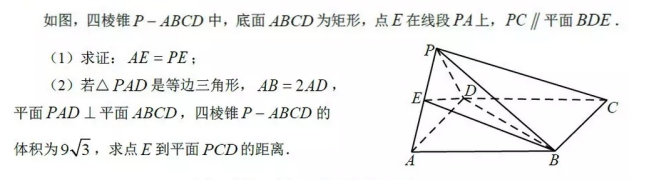 如图，四棱锥P－ABCD中，底面ABCD为矩形，点E在线段PA上，PC∥平面BDE．
（1）求证：AE=PE；
（2）若△PAD是等边三角形，AB=2AD，
平面PAD⊥平面ABCD，四棱锥P－ABCD的
体积为9√3，求点E到平面PCD的距离．
P
E
D
C
A
B